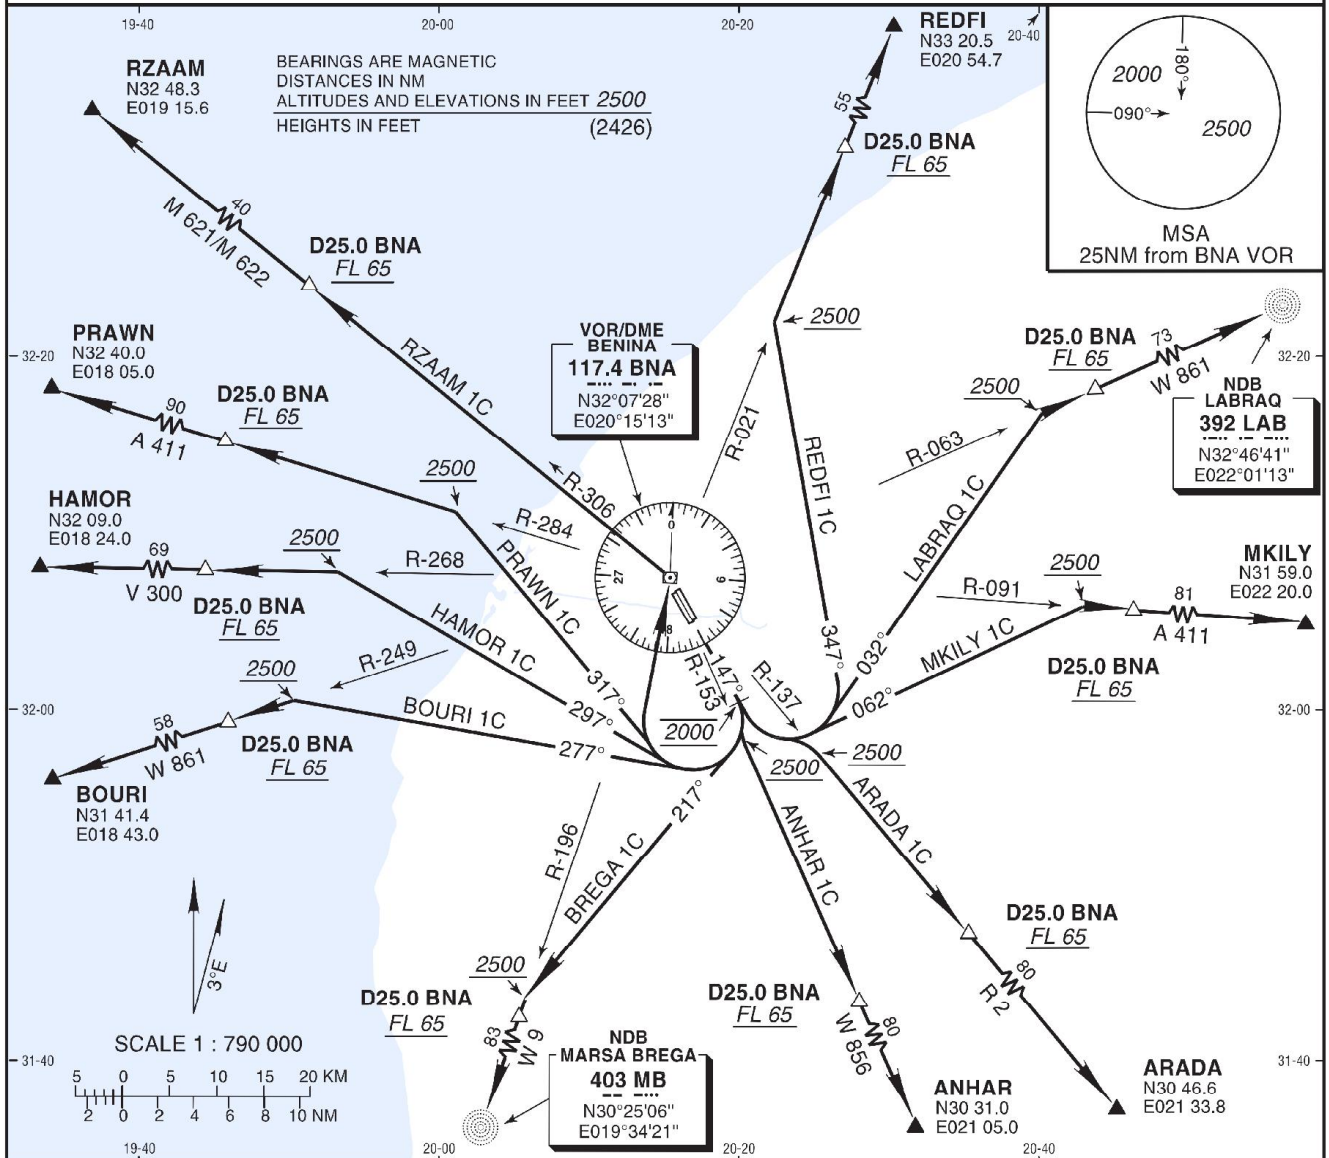 19-40
20-00
20-20
20-40
REDFI
N33 20.5
E020 54.7
RZAAM
N32 48.3
E019 15.6
BEARINGS ARE MAGNETIC
DISTANCES IN NM
ALTITUDES AND ELEVATIONS IN FEET 2500
HEIGHTS IN FEET (2426)
180°
2000
090°
2500
MSA
25NM from BNA VOR
55
D25.0 BNA
FL 65
40
M 621/M 622
D25.0 BNA
FL 65
RZAAM 1C
R-306
PRAWN
N32 40.0
E018 05.0
32-20
90
A 411
D25.0 BNA
FL 65
2500
R-284
PRAWN 1C
317°
VOR/DME
BENINA
117.4 BNA
N32°07'28"
E020°15'13"
R-021
2500
REDFI 1C
347°
D25.0 BNA
FL 65
73
W 861
2500
R-063
LABRAQ 1C
032°
32-20
NDB
LABRAQ
392 LAB
N32°46'41"
E022°01'13"
HAMOR
N32 09.0
E018 24.0
69
V 300
D25.0 BNA
FL 65
2500
R-268
HAMOR 1C
297°
0
27
9
8
MKILY
N31 59.0
E022 20.0
R-091
2500
81
A 411
D25.0 BNA
FL 65
MKILY 1C
062°
R-249
2500
BOURI 1C
277°
32-00
58
W 861
D25.0 BNA
FL 65
BOURI
N31 41.4
E018 43.0
147°
R-153
R-137
2000
2500
2500
32-00
217°
R-196
BREGA 1C
ANHAR 1C
ARADA 1C
3°E
SCALE 1 : 790 000
5 0 5 10 15 20 KM
2 0 2 4 6 8 10 NM
2500
D25.0 BNA
FL 65
83
W 9
NDB
MARSA BREGA
403 MB
N30°25'06"
E019°34'21"
D25.0 BNA
FL 65
80
W 856
ANHAR
N30 31.0
E021 05.0
D25.0 BNA
FL 65
80
R 2
ARADA
N30 46.6
E021 33.8
31-40
31-40
19-40
20-00
20-20
20-40